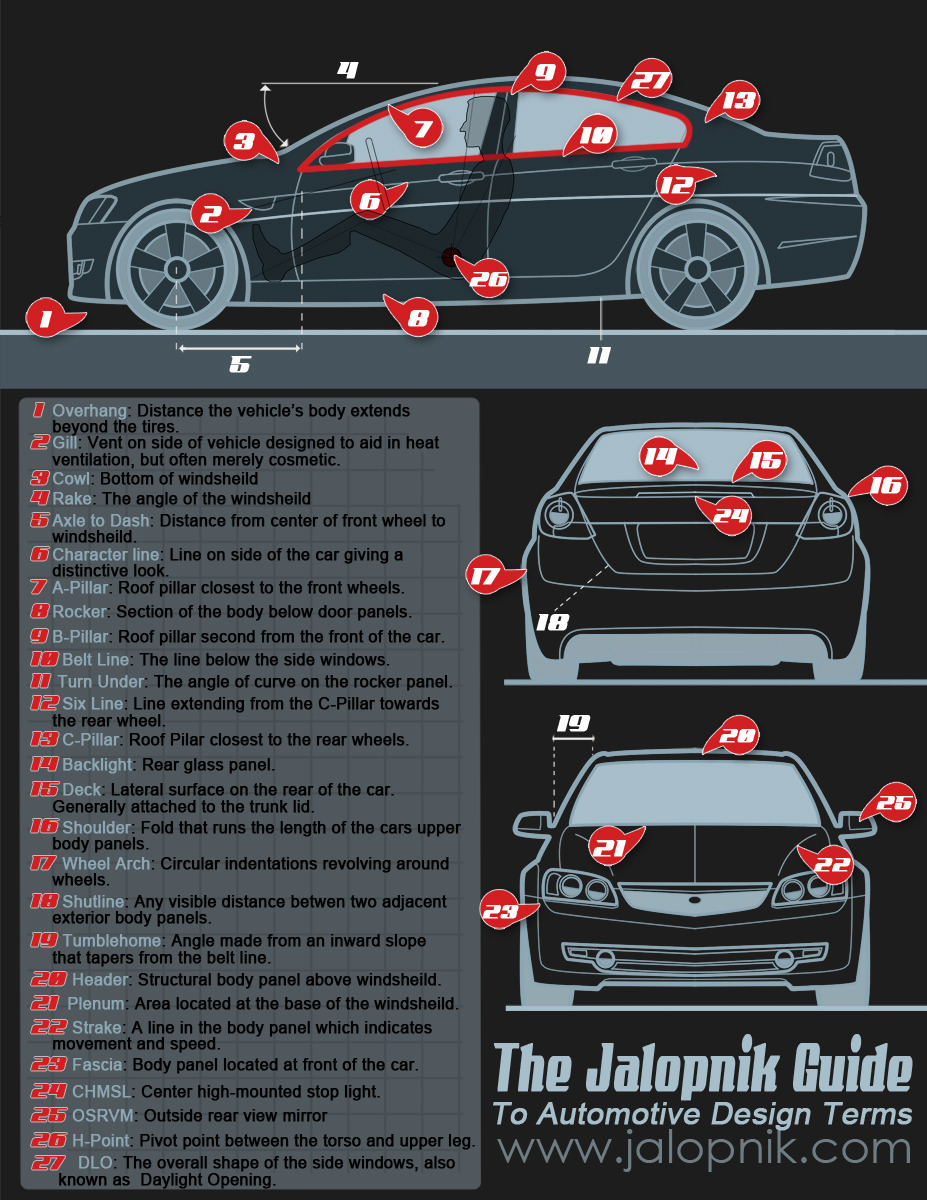 4
9
27
13
3
7
10
2
6
12
26
1
8
11
5
1 Overhang: Distance the vehicle's body extends
beyond the tires.
2 Gill: Vent on side of vehicle designed to aid in heat
ventilation, but often merely cosmetic.
3 Cowl: Bottom of windsheild
4 Rake: The angle of the windsheild
5 Axle to Dash: Distance from center of front wheel to
windsheild.
6 Character line: Line on side of the car giving a
distinctive look.
7 A-Pillar: Roof pillar closest to the front wheels.
8 Rocker: Section of the body below door panels.
9 B-Pillar: Roof pillar second from the front of the car.
10 Belt Line: The line below the side windows.
11 Turn Under: The angle of curve on the rocker panel.
12 Six Line: Line extending from the C-Pillar towards
the rear wheel.
13 C-Pillar: Roof Pilar closest to the rear wheels.
14 Backlight: Rear glass panel.
15 Deck: Lateral surface on the rear of the car.
Generally attached to the trunk lid.
16 Shoulder: Fold that runs the length of the cars upper
body panels.
17 Wheel Arch: Circular indentations revolving around
wheels.
18 Shutline: Any visible distance betwen two adjacent
exterior body panels.
19 Tumblehome: Angle made from an inward slope
that tapers from the belt line.
20 Header: Structural body panel above windsheild.
21 Plenum: Area located at the base of the windsheild.
22 Strake: A line in the body panel which indicates
movement and speed.
23 Fascia: Body panel located at front of the car.
24 CHMSL: Center high-mounted stop light.
25 OSRVM: Outside rear view mirror
26 H-Point: Pivot point between the torso and upper leg.
27 DLO: The overall shape of the side windows, also
known as Daylight Opening.
14
15
16
24
17
18
19
20
25
21
22
23
The Jalopnik Guide
To Automotive Design Terms
www.jalopnik.com